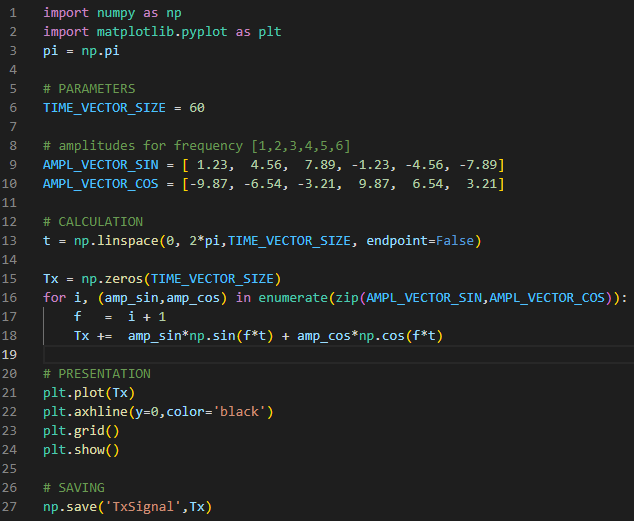 1 import numpy as np
2 import matplotlib.pyplot as plt
3 pi = np.pi
4
5 # PARAMETERS
6 TIME_VECTOR_SIZE = 60
7
8 # amplitudes for frequency [1,2,3,4,5,6]
9 AMPL_VECTOR_SIN = [ 1.23,  4.56,  7.89, -1.23, -4.56, -7.89]
10 AMPL_VECTOR_COS = [-9.87, -6.54, -3.21,  9.87,  6.54,  3.21]
11
12 # CALCULATION
13 t = np.linspace(0, 2*pi,TIME_VECTOR_SIZE, endpoint=False)
14
15 Tx = np.zeros(TIME_VECTOR_SIZE)
16 for i, (amp_sin,amp_cos) in enumerate(zip(AMPL_VECTOR_SIN,AMPL_VECTOR_COS)):
17     f   =  i + 1
18     Tx +=  amp_sin*np.sin(f*t) + amp_cos*np.cos(f*t)
19
20 # PRESENTATION
21 plt.plot(Tx)
22 plt.axhline(y=0,color='black')
23 plt.grid()
24 plt.show()
25
26 # SAVING
27 np.save('TxSignal',Tx)